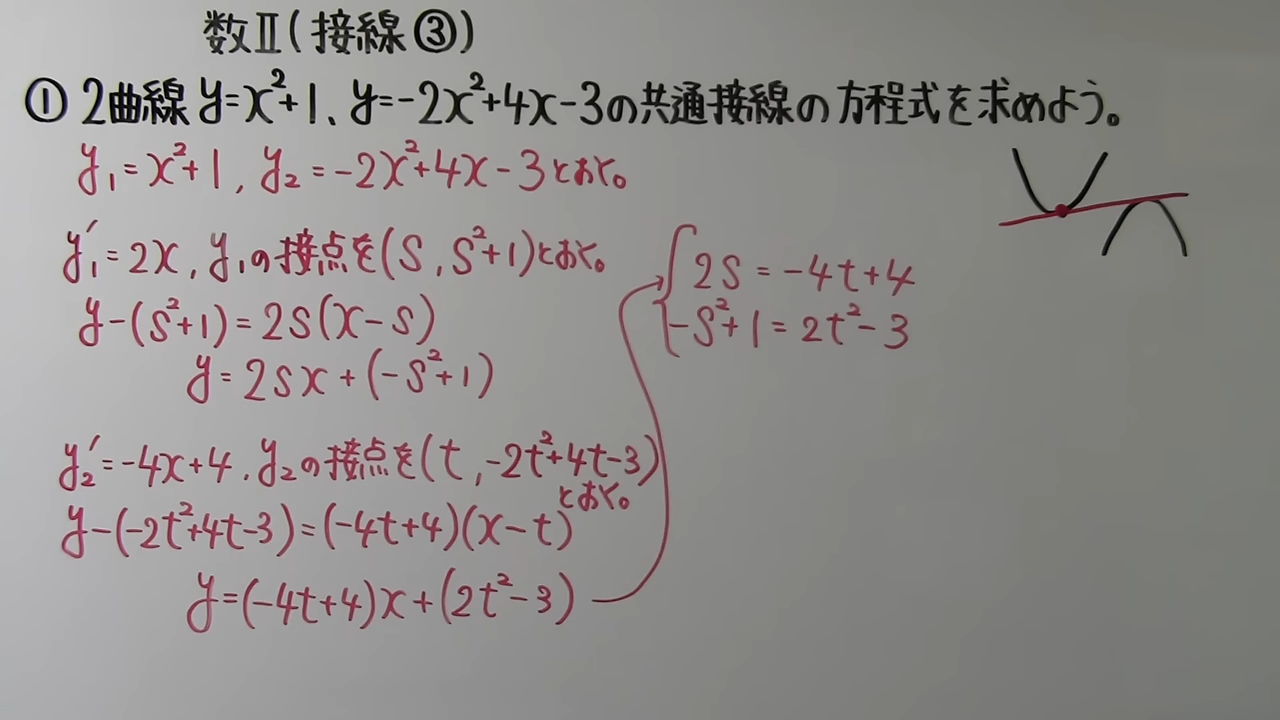 数Ⅱ(接線③)
① 2曲線y=x²+1、y=-2x²+4x-3の共通接線の方程式を求めよう。
y₁=x²+1, y₂=-2x²+4x-3とおく。
y₁'=2x, y₁の接点を(s, s²+1)とおく。
y-(s²+1)=2s(x-s)
y=2sx+(-s²+1)
y₂'=-4x+4, y₂の接点を(t, -2t²+4t-3)
とおく。
y-(-2t²+4t-3)=(-4t+4)(x-t)
y=(-4t+4)x+(2t²-3)
2s=-4t+4
-s²+1=2t²-3